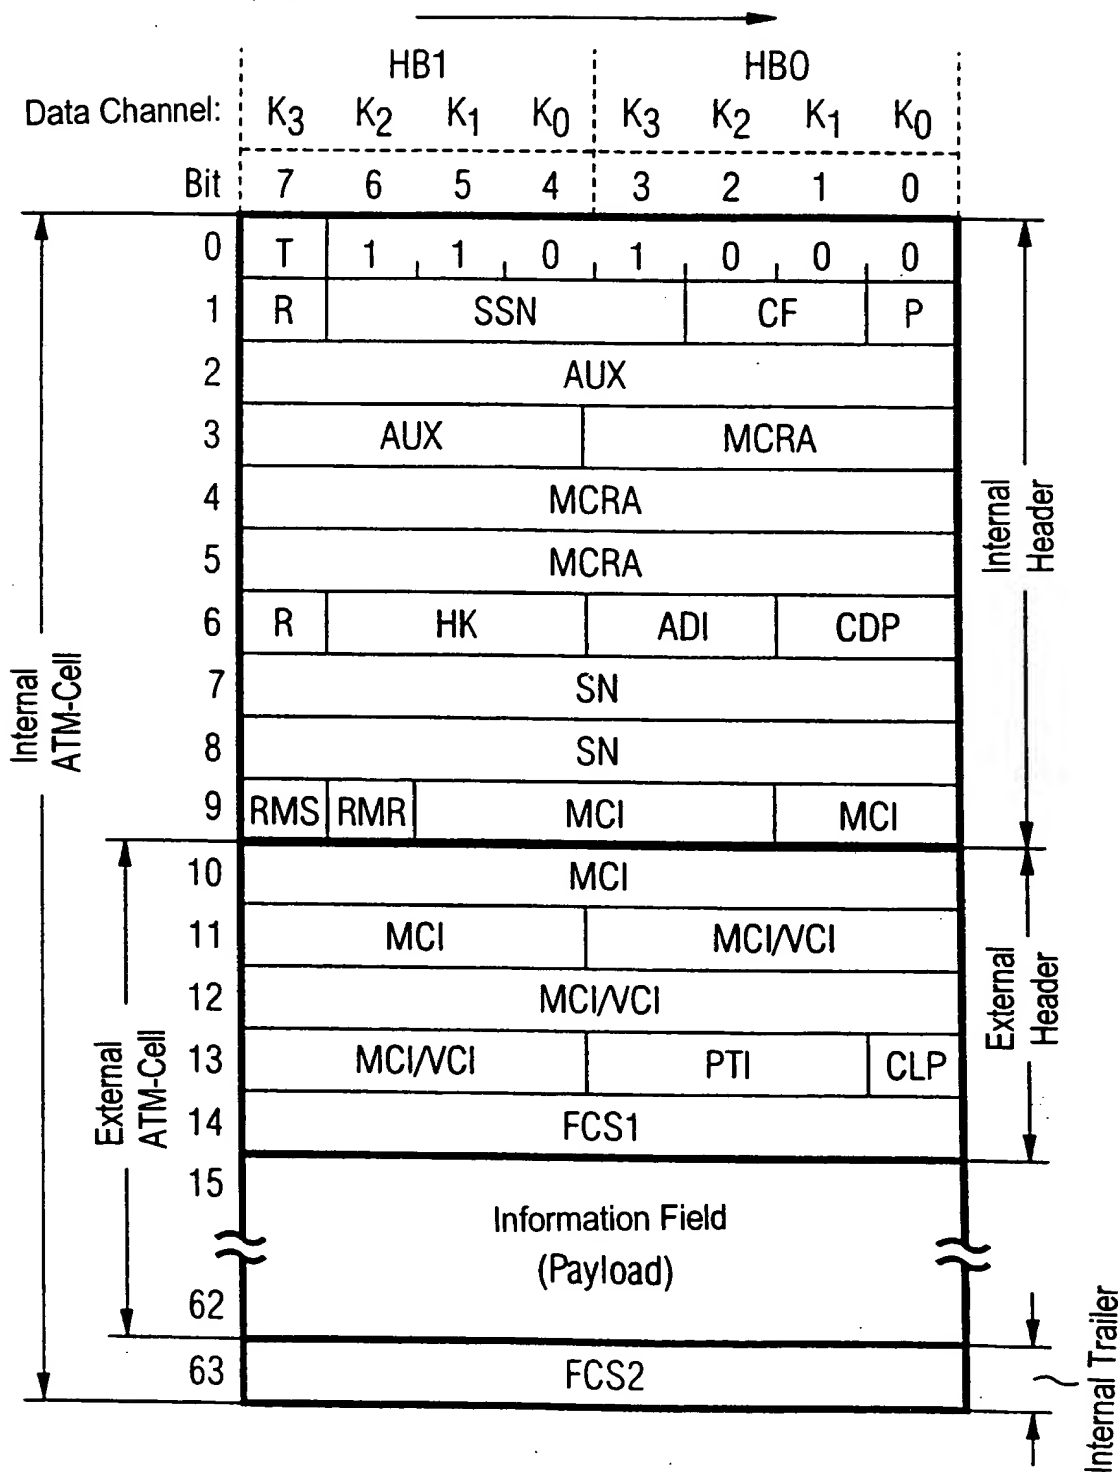 HB1 HB0
Data Channel: K3 K2 K1 K0 K3 K2 K1 K0
Bit 7 6 5 4 3 2 1 0
0 T 1 1 0 1 0 0 0
1 R SSN CF P
2 AUX
3 AUX MCRA
4 MCRA
5 MCRA
6 R HK ADI CDP
7 SN
8 SN
9 RMS RMR MCI MCI
10 MCI
11 MCI MCI/VCI
12 MCI/VCI
13 MCI/VCI PTI CLP
14 FCS1
15
Information Field
(Payload)
62
63 FCS2
Internal
ATM-Cell
External
ATM-Cell
Internal
Header
External
Header
Internal Trailer